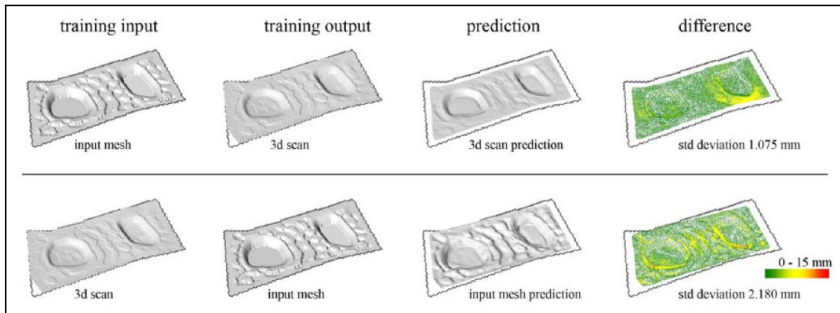 training input training output prediction difference
input mesh 3d scan 3d scan prediction std deviation 1.075 mm
0 - 15 mm
3d scan input mesh input mesh prediction std deviation 2.180 mm